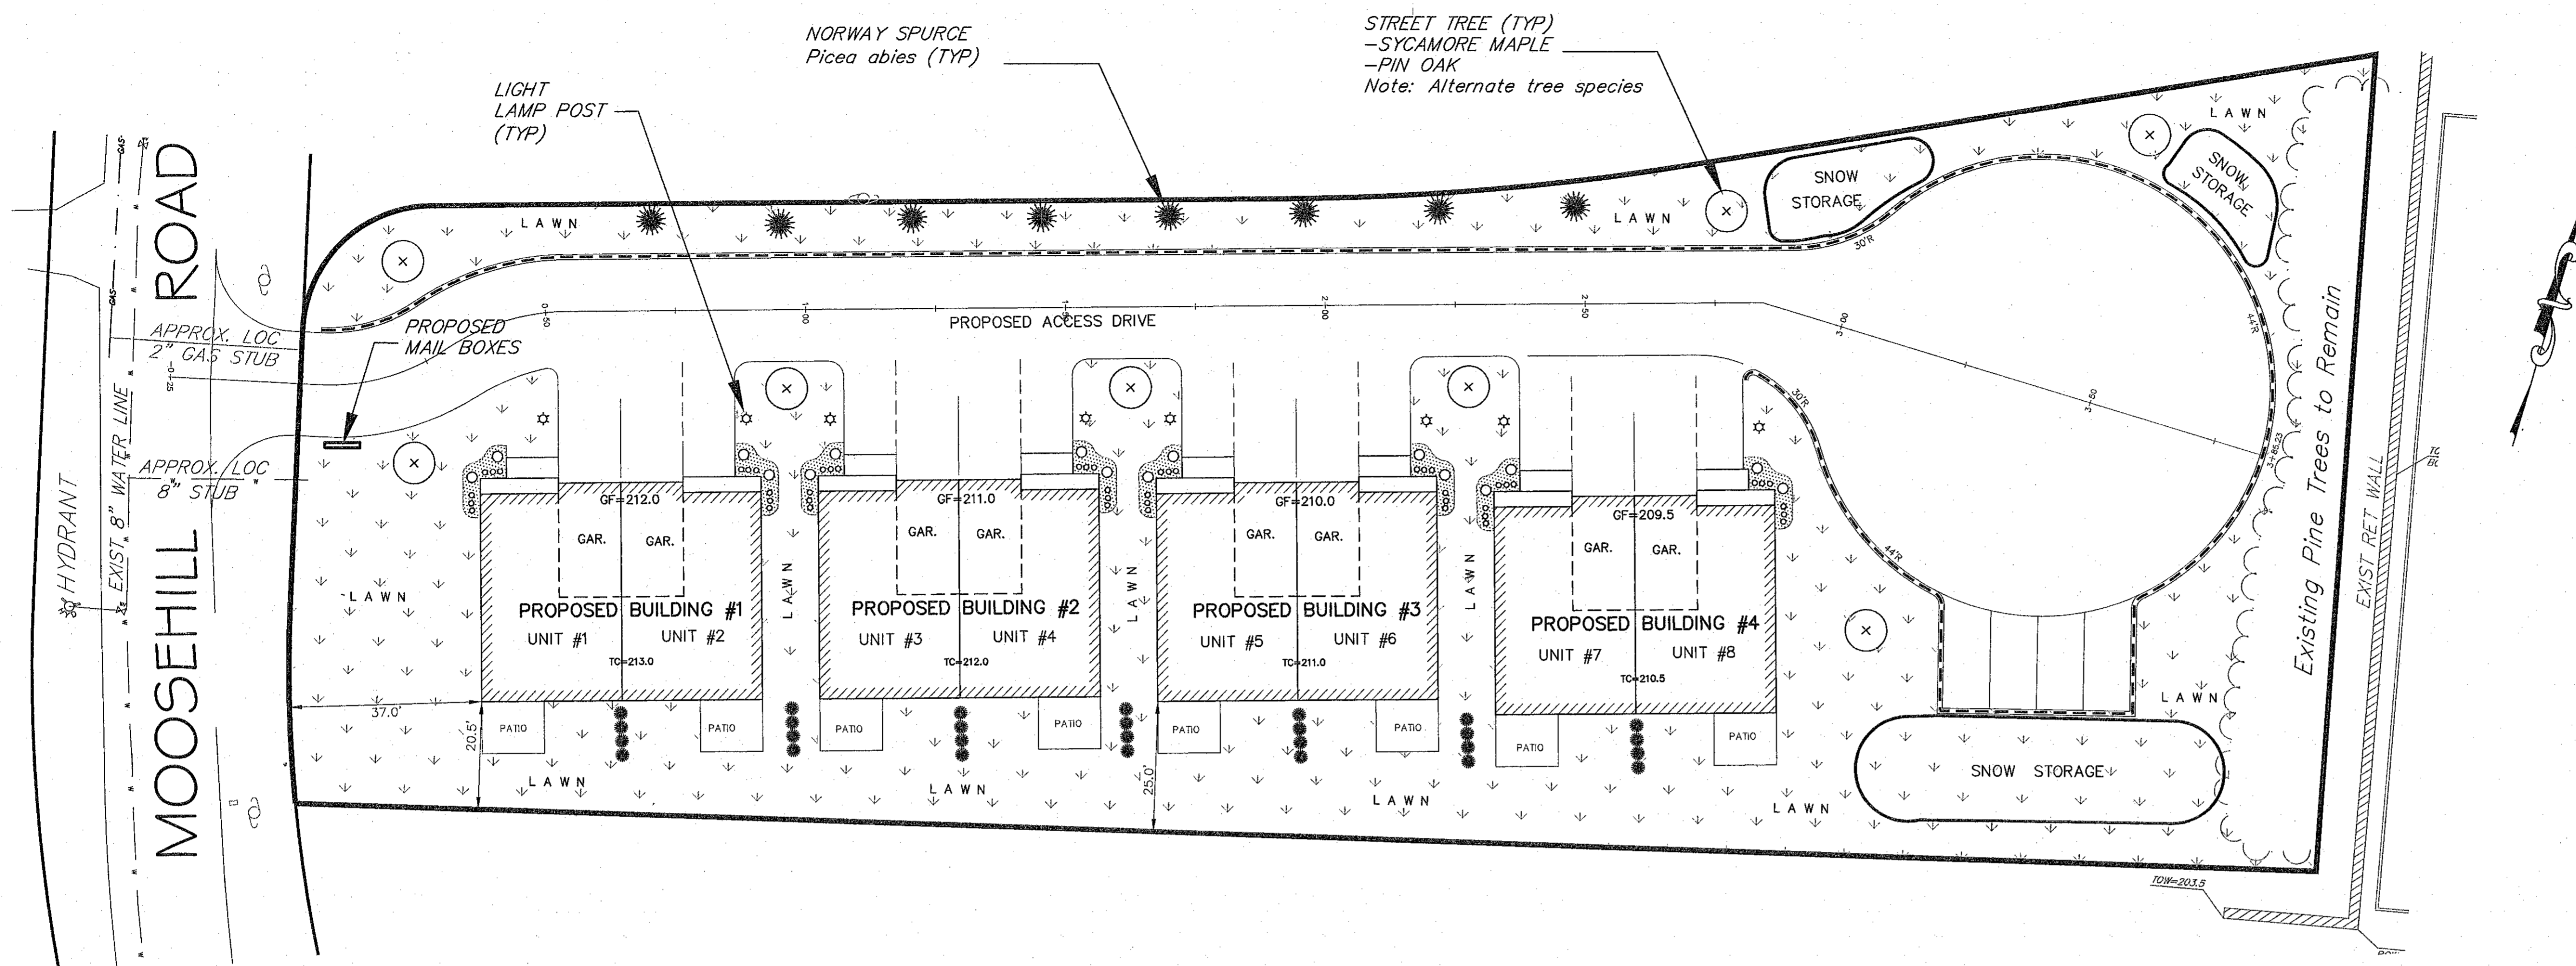 STREET TREE (TYP)
-SYCAMORE MAPLE
-PIN OAK
Note: Alternate tree species
NORWAY SPURCE
Picea abies (TYP)
LIGHT
LAMP POST
(TYP)
MOOSEHILL ROAD
GAS
GAS
HYDRANT
EXIST 8" WATER LINE
APPROX. LOC
2" GAS STUB
-0+25
APPROX. LOC
8" STUB
PROPOSED
MAIL BOXES
LAWN
LAWN
LAWN
SNOW
STORAGE
SNOW
STORAGE
30'R
44'R
PROPOSED ACCESS DRIVE
3+00
3+50
3+85.23
30'R
44'R
Existing Pine Trees to Remain
EXIST RET WALL
GF=212.0
GAR.
GAR.
PROPOSED BUILDING #1
UNIT #1
UNIT #2
TC=213.0
GF=211.0
GAR.
GAR.
PROPOSED BUILDING #2
UNIT #3
UNIT #4
TC=212.0
GF=210.0
GAR.
GAR.
PROPOSED BUILDING #3
UNIT #5
UNIT #6
TC=211.0
GF=209.5
GAR.
GAR.
PROPOSED BUILDING #4
UNIT #7
UNIT #8
TC=210.5
LAWN
LAWN
LAWN
LAWN
37.0'
20.5'
25.0'
PATIO
PATIO
PATIO
PATIO
PATIO
PATIO
PATIO
PATIO
LAWN
LAWN
LAWN
LAWN
LAWN
SNOW STORAGE
TOW=203.5